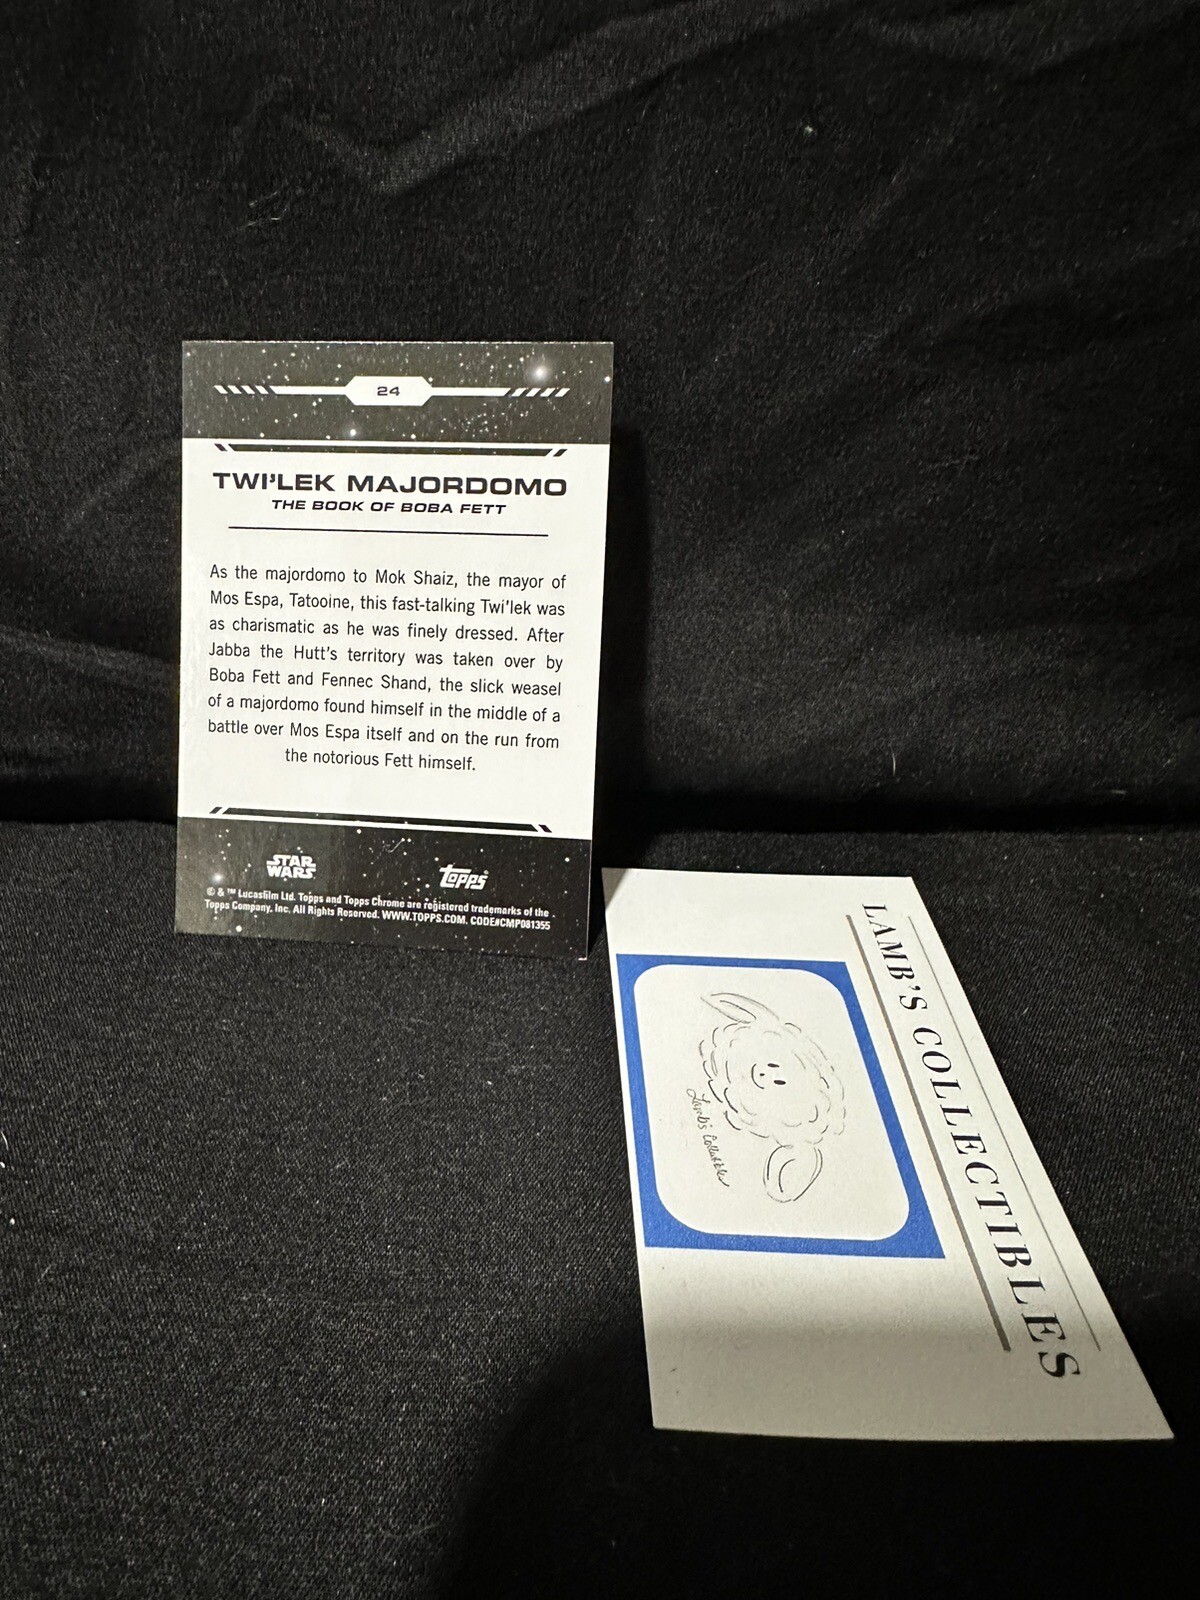 24
TWI'LEK MAJORDOMO
THE BOOK OF BOBA FETT
As the majordomo to Mok Shaiz, the mayor of
Mos Espa, Tatooine, this fast-talking Twi'lek was
as charismatic as he was finely dressed. After
Jabba the Hutt's territory was taken over by
Boba Fett and Fennec Shand, the slick weasel
of a majordomo found himself in the middle of a
battle over Mos Espa itself and on the run from
the notorious Fett himself.
STAR
WARS
topps
© & ™ Lucasfilm Ltd. Topps and Topps Chrome are registered trademarks of the
Topps Company, Inc. All Rights Reserved. WWW.TOPPS.COM. CODE#CMP081355
LAMB'S COLLECTIBLES
Lamb's Collectibles